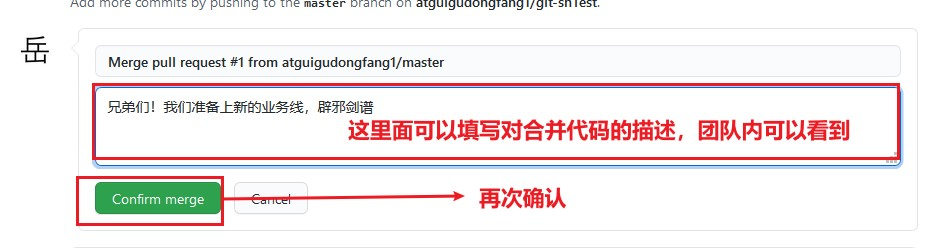 Add more commits by pushing to the master branch on atguigudongfang1/git-shTest.
岳
Merge pull request #1 from atguigudongfang1/master
兄弟们！我们准备上新的业务线，辟邪剑谱
这里面可以填写对合并代码的描述，团队内可以看到
Confirm merge
Cancel
再次确认